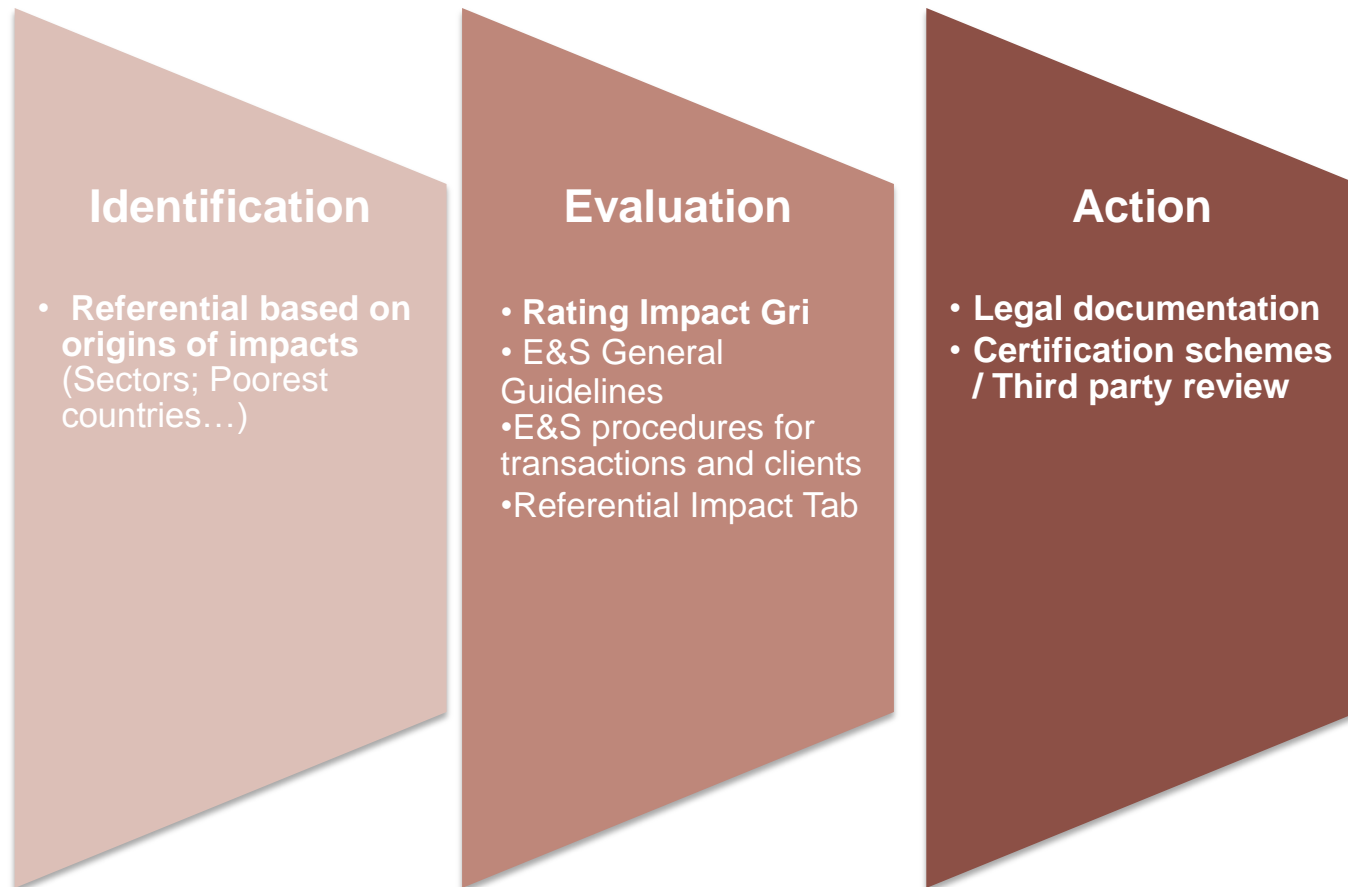 Identification
• Referential based on
origins of impacts
(Sectors; Poorest
countries…)
Evaluation
• Rating Impact Gri
• E&S General
Guidelines
•E&S procedures for
transactions and clients
•Referential Impact Tab
Action
• Legal documentation
• Certification schemes
/ Third party review